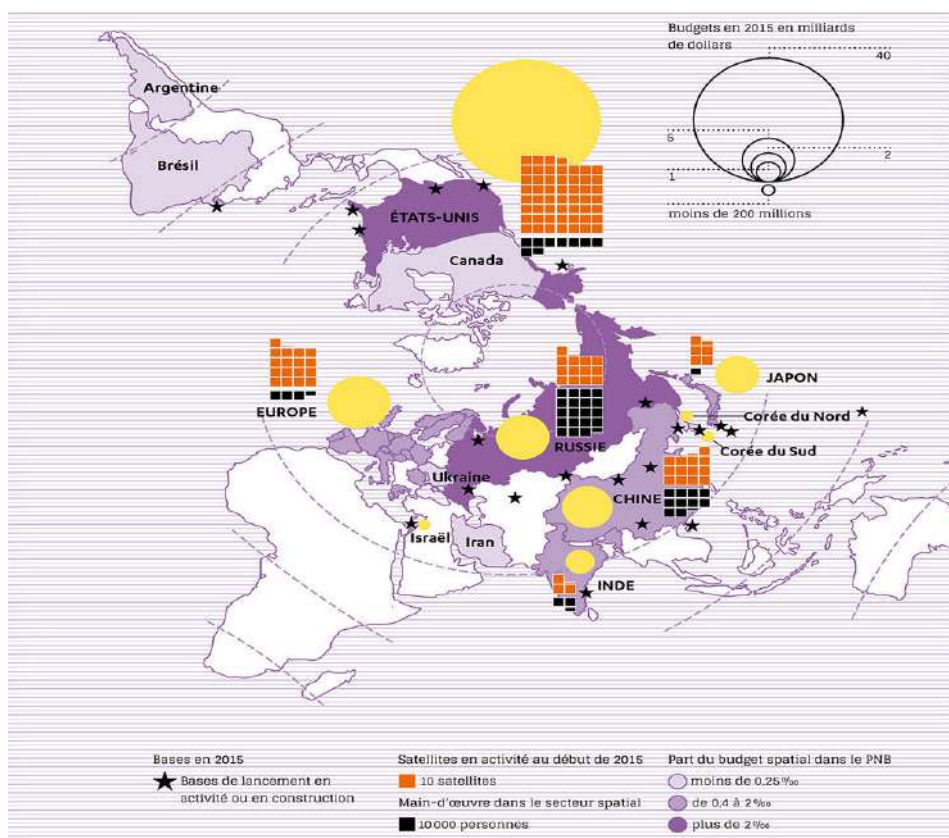 Budgets en 2015 en milliards
de dollars
40
6
2
1
moins de 200 millions
Argentine
Brésil
ÉTATS-UNIS
Canada
EUROPE
RUSSIE
JAPON
Corée du Nord
Corée du Sud
Ukraine
CHINE
Israël
Iran
INDE
Bases en 2015
Bases de lancement en
activité ou en construction
Satellites en activité au début de 2015
10 satellites
Main-d'œuvre dans le secteur spatial
10 000 personnes
Part du budget spatial dans le PNB
moins de 0,25‰
de 0,4 à 2‰
plus de 2‰